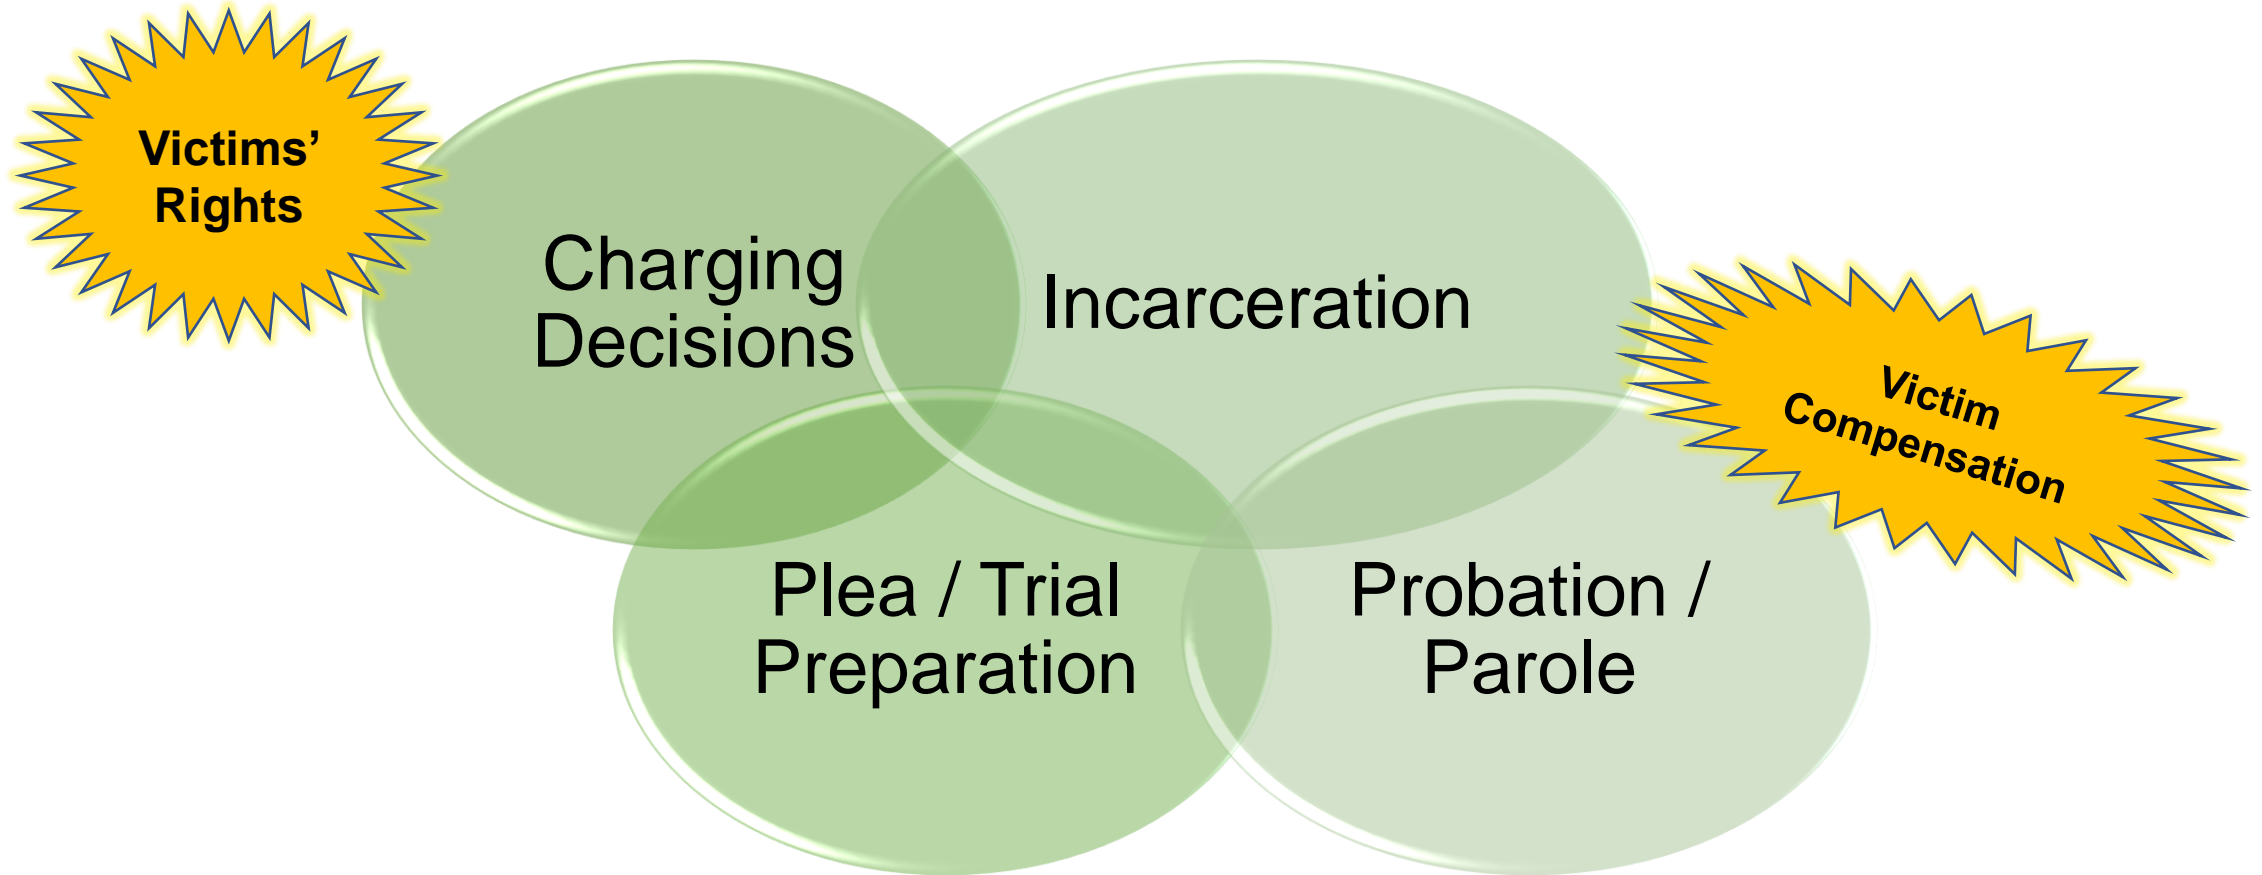 Victims’
Rights
Charging
Decisions
Incarceration
Victim
Compensation
Plea / Trial
Preparation
Probation /
Parole